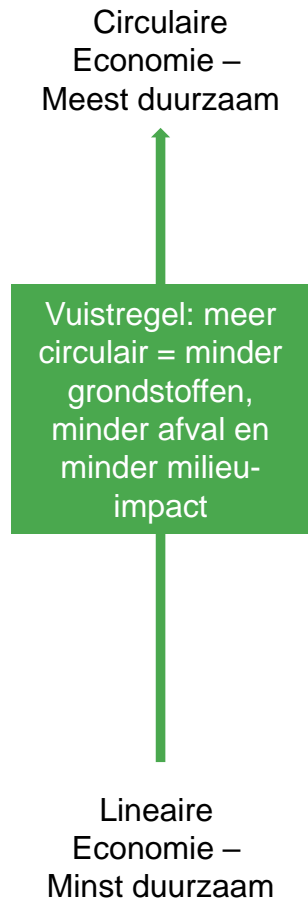 Circulaire
Economie –
Meest duurzaam
Vuistregel: meer
circulair = minder
grondstoffen,
minder afval en
minder milieu-
impact
Lineaire
Economie –
Minst duurzaam